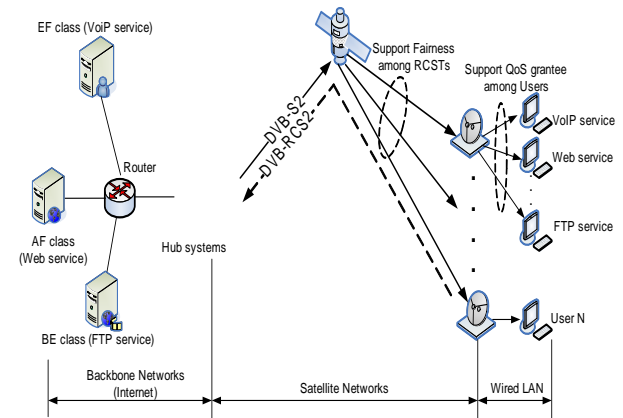 EF class (VoiP service)
Support Fairness
among RCSTs
Support QoS grantee
among Users
DVB-S2
DVB-RCS2
VoIP service
Web service
Router
FTP service
AF class
(Web service)
Hub systems
BE class (FTP service)
User N
Backbone Networks
(Internet)
Satellite Networks
Wired LAN